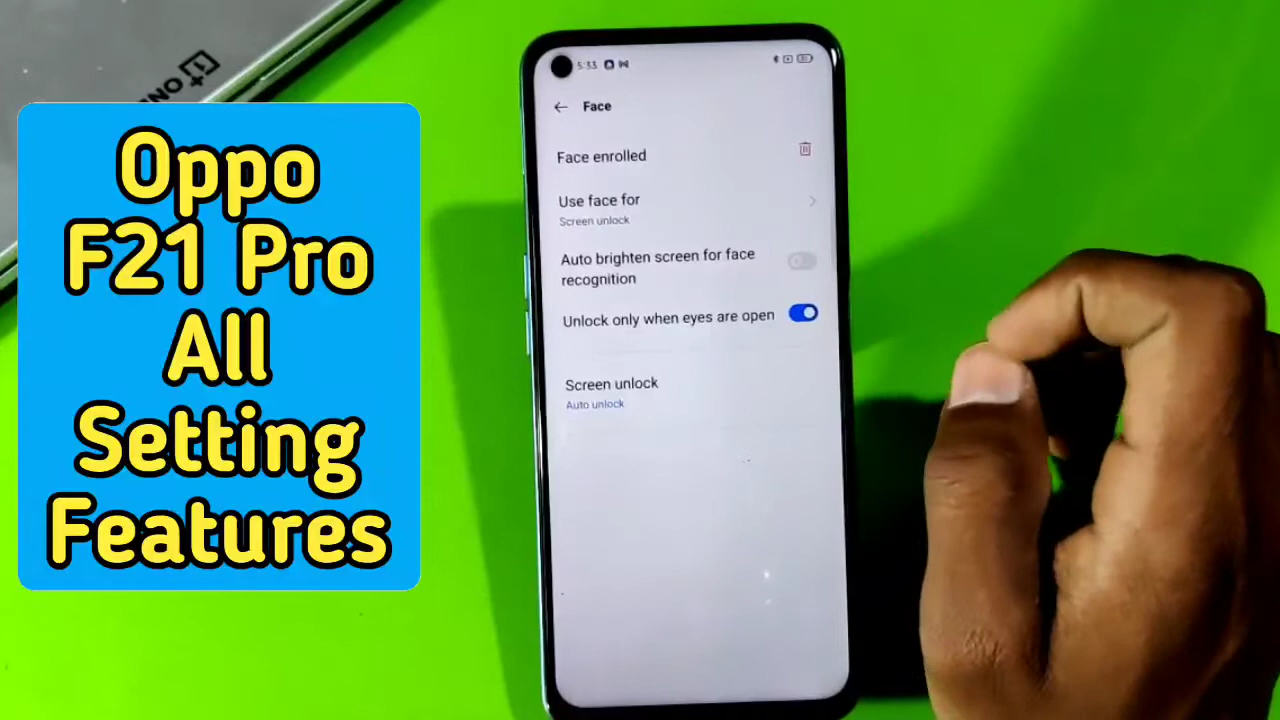 Oppo
F21 Pro
All
Setting
Features
5:33
Face
Face enrolled
Use face for
Screen unlock
Auto brighten screen for face
recognition
Unlock only when eyes are open
Screen unlock
Auto unlock